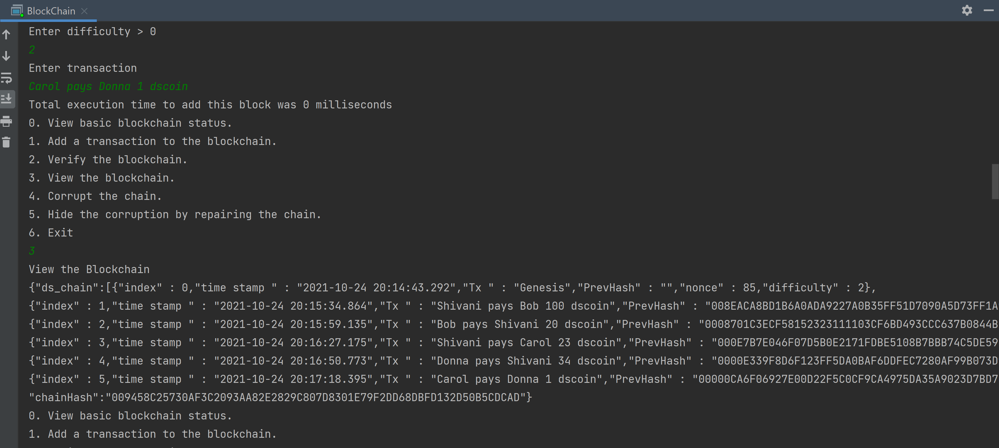 BlockChain
Enter difficulty > 0
2
Enter transaction
Carol pays Donna 1 dscoin
Total execution time to add this block was 0 milliseconds
0. View basic blockchain status.
1. Add a transaction to the blockchain.
2. Verify the blockchain.
3. View the blockchain.
4. Corrupt the chain.
5. Hide the corruption by repairing the chain.
6. Exit
3
View the Blockchain
{"ds_chain":[{"index" : 0,"time stamp " : "2021-10-24 20:14:43.292","Tx " : "Genesis","PrevHash" : "","nonce" : 85,"difficulty" : 2},
{"index" : 1,"time stamp " : "2021-10-24 20:15:34.864","Tx " : "Shivani pays Bob 100 dscoin","PrevHash" : "008EACA8BD1B6A0ADA9227A0B35FF51D7090A5D73FF1A
{"index" : 2,"time stamp " : "2021-10-24 20:15:59.135","Tx " : "Bob pays Shivani 20 dscoin","PrevHash" : "0008701C3ECF58152323111103CF6BD493CCC637B0844B
{"index" : 3,"time stamp " : "2021-10-24 20:16:27.175","Tx " : "Shivani pays Carol 23 dscoin","PrevHash" : "000E7B7E046F07D5B0E2171FDBE5108B7BBB74C5DE59
{"index" : 4,"time stamp " : "2021-10-24 20:16:50.773","Tx " : "Donna pays Shivani 34 dscoin","PrevHash" : "0000E339F8D6F123FF5DA0BAF6DDFEC7280AF99B073D
{"index" : 5,"time stamp " : "2021-10-24 20:17:18.395","Tx " : "Carol pays Donna 1 dscoin","PrevHash" : "00000CA6F06927E00D22F5C0CF9CA4975DA35A9023D7BD7
"chainHash":"009458C25730AF3C2093AA82E2829C807D8301E79F2DD68DBFD132D50B5CDCAD"}
0. View basic blockchain status.
1. Add a transaction to the blockchain.